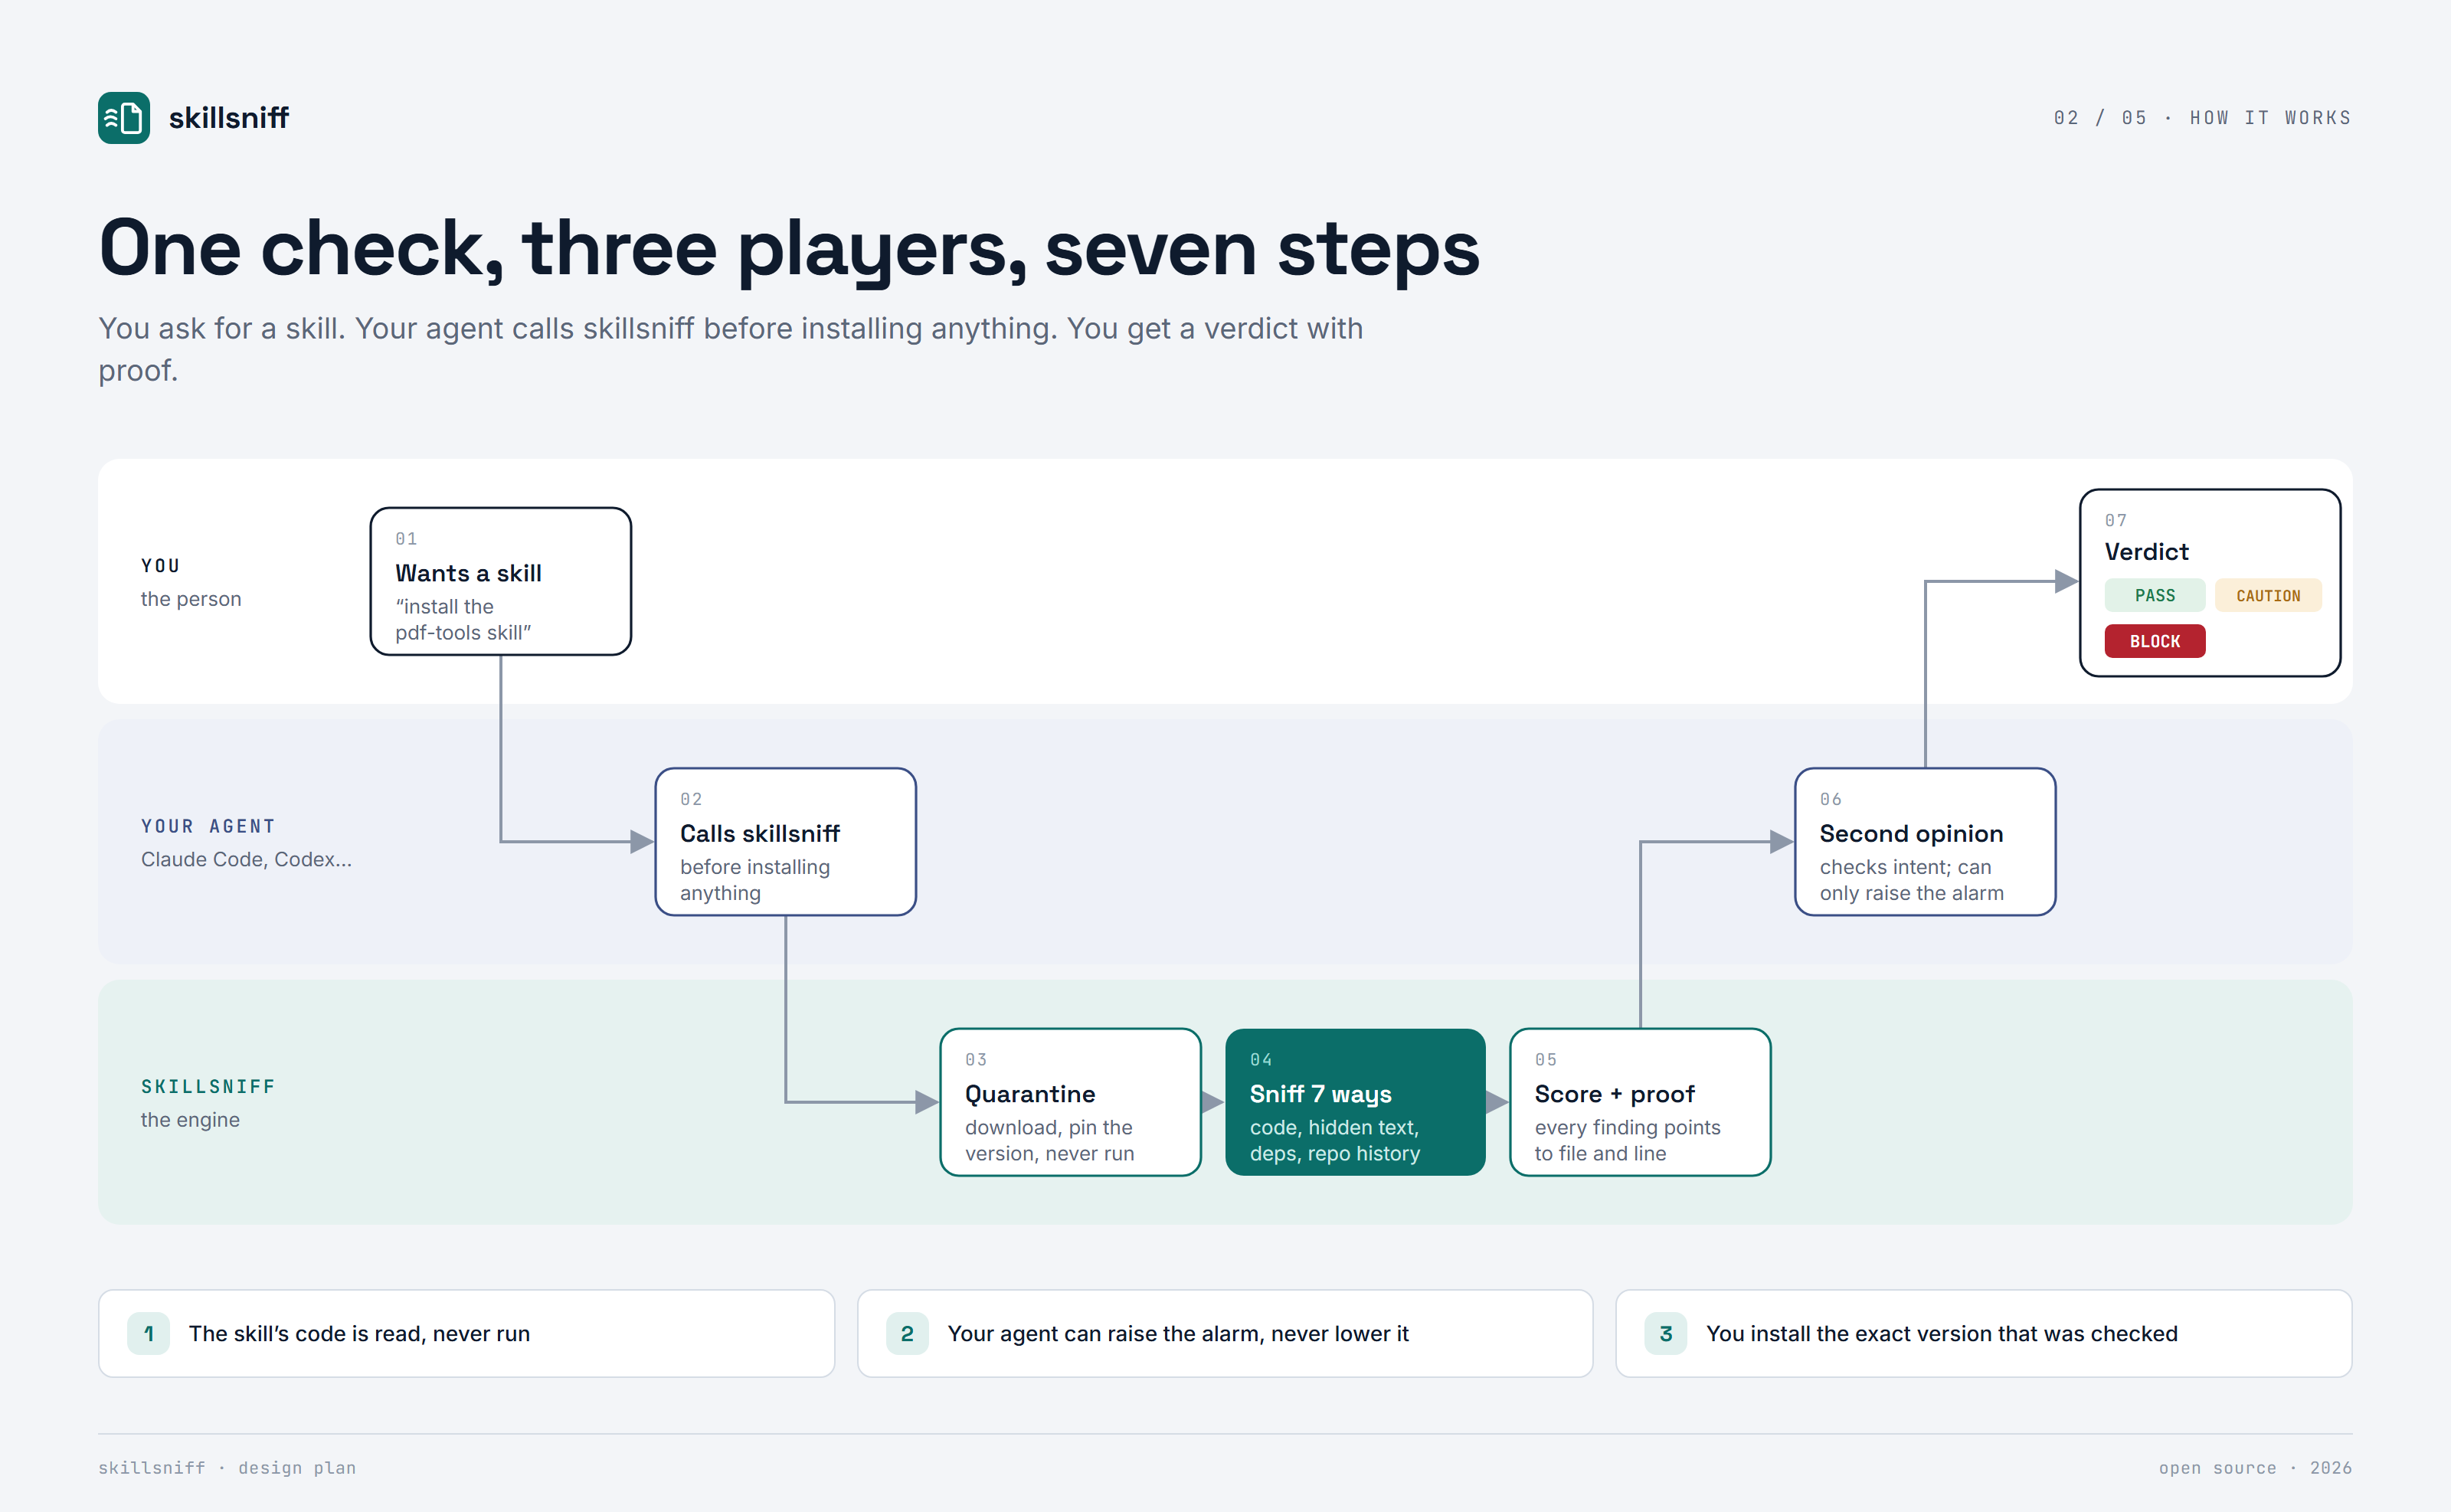 skillsniff
02 / 05 · HOW IT WORKS
One check, three players, seven steps
You ask for a skill. Your agent calls skillsniff before installing anything. You get a verdict with
proof.
YOU
the person
01
Wants a skill
“install the
pdf-tools skill”
07
Verdict
PASS
CAUTION
BLOCK
YOUR AGENT
Claude Code, Codex...
02
Calls skillsniff
before installing
anything
06
Second opinion
checks intent; can
only raise the alarm
SKILLSNIFF
the engine
03
Quarantine
download, pin the
version, never run
04
Sniff 7 ways
code, hidden text,
deps, repo history
05
Score + proof
every finding points
to file and line
1
The skill’s code is read, never run
2
Your agent can raise the alarm, never lower it
3
You install the exact version that was checked
skillsniff · design plan
open source · 2026